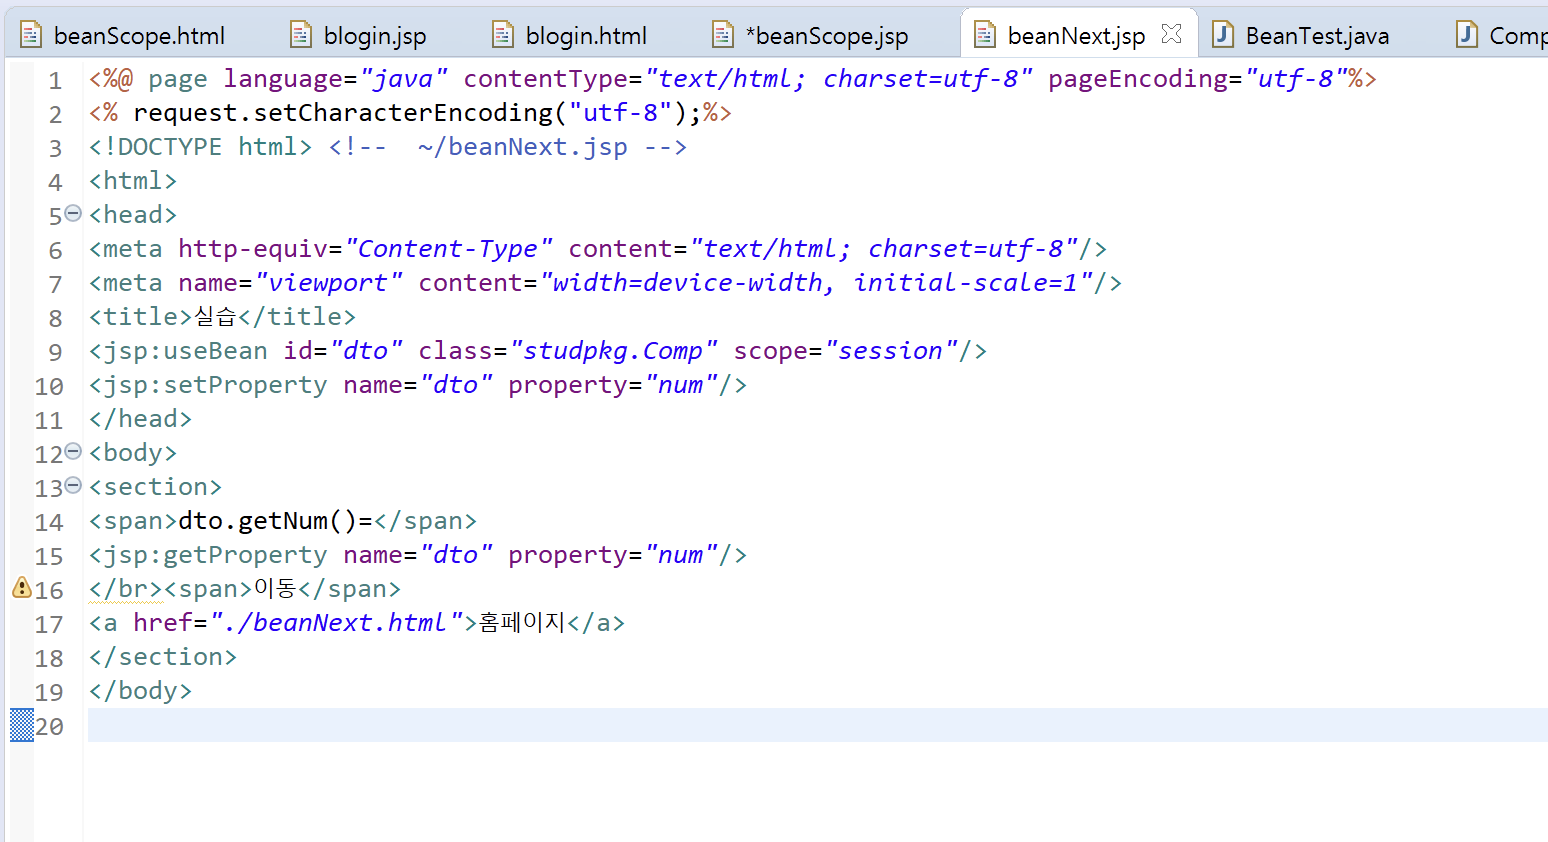 beanScope.html blogin.jsp blogin.html *beanScope.jsp beanNext.jsp BeanTest.java Comp
1 <%@ page language="java" contentType="text/html; charset=utf-8" pageEncoding="utf-8"%>
2 <% request.setCharacterEncoding("utf-8");%>
3 <!DOCTYPE html> <!--  ~/beanNext.jsp -->
4 <html>
5 <head>
6 <meta http-equiv="Content-Type" content="text/html; charset=utf-8"/>
7 <meta name="viewport" content="width=device-width, initial-scale=1"/>
8 <title>실습</title>
9 <jsp:useBean id="dto" class="studpkg.Comp" scope="session"/>
10 <jsp:setProperty name="dto" property="num"/>
11 </head>
12 <body>
13 <section>
14 <span>dto.getNum()=</span>
15 <jsp:getProperty name="dto" property="num"/>
16 </br><span>이동</span>
17 <a href="./beanNext.html">홈페이지</a>
18 </section>
19 </body>
20